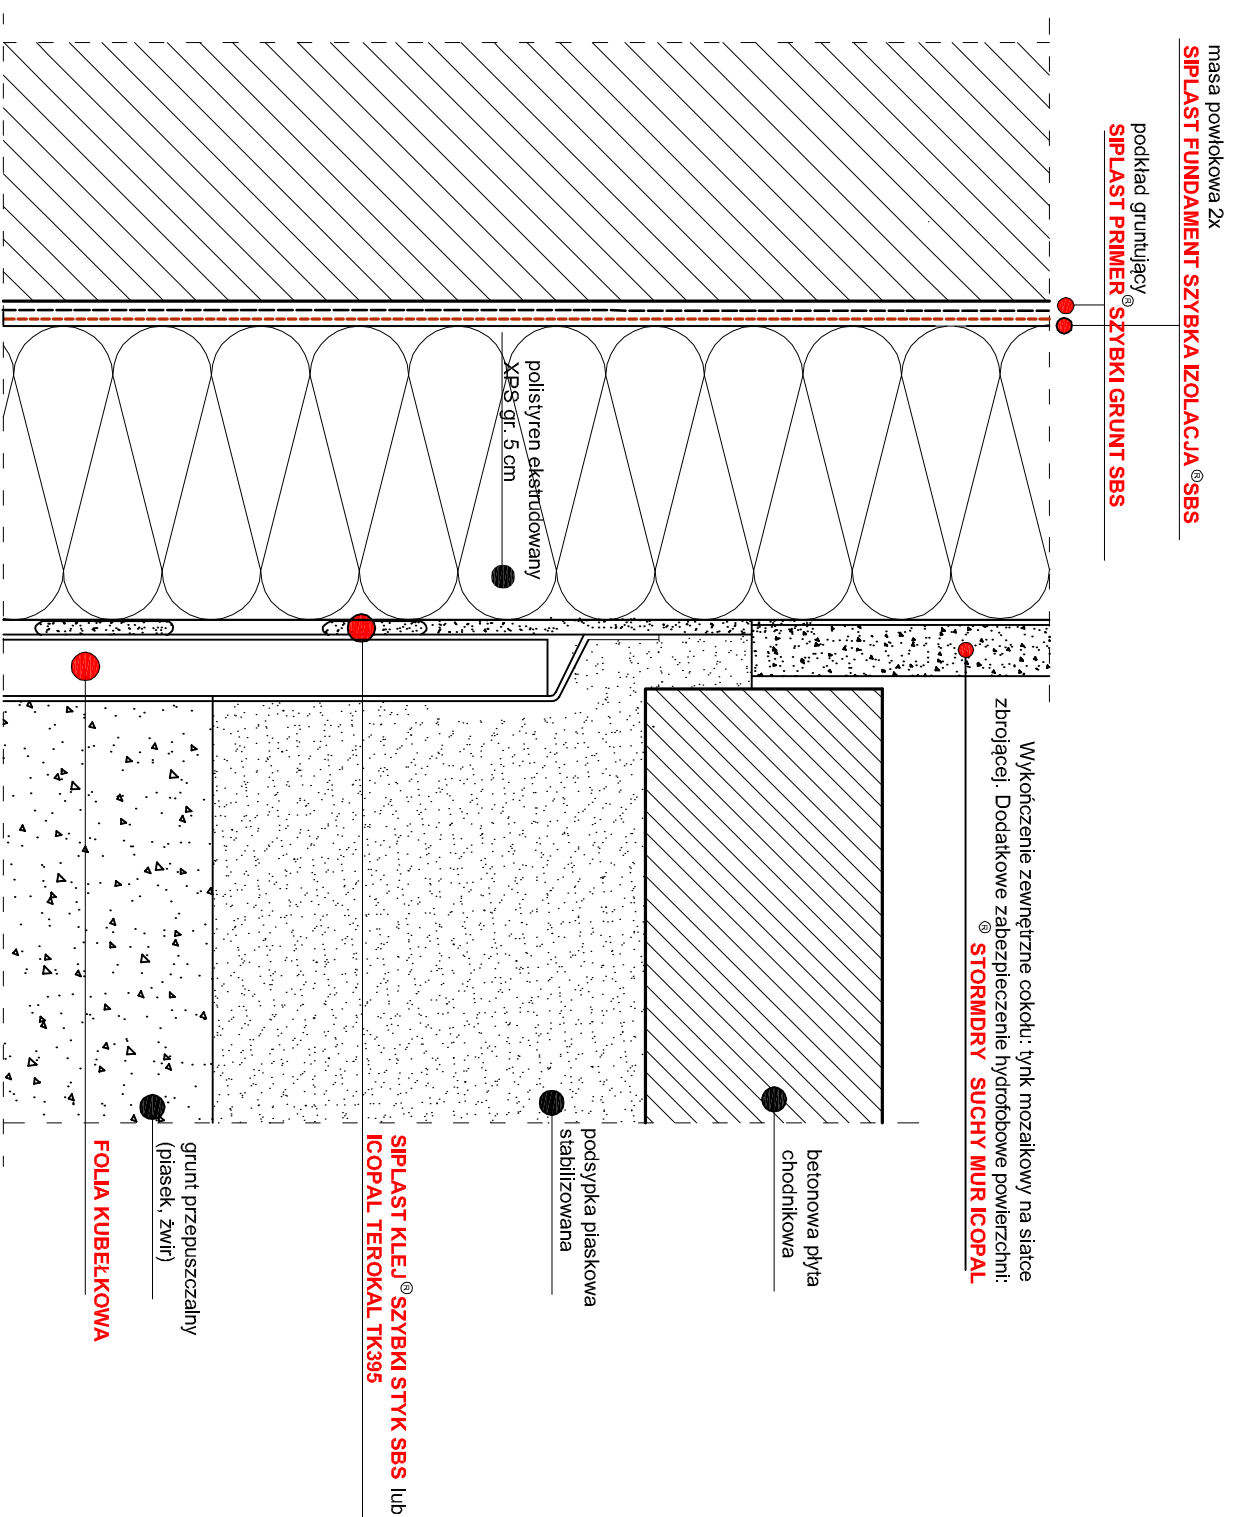 masa powłokowa 2x
SIPLAST FUNDAMENT SZYBKA IZOLACJA® SBS
podkład gruntujący
SIPLAST PRIMER® SZYBKI GRUNT SBS
polistyren ekstrudowany
XPS gr. 5 cm
Wykończenie zewnętrzne cokołu: tynk mozaikowy na siatce
zbrojącej. Dodatkowe zabezpieczenie hydrofobowe powierzchni:
® STORMDRY SUCHY MUR ICOPAL
betonowa płyta
chodnikowa
podsypka piaskowa
stabilizowana
SIPLAST KLEJ® SZYBKI STYK SBS lub
ICOPAL TEROKAL TK395
grunt przepuszczalny
(piasek, żwir)
FOLIA KUBEŁKOWA